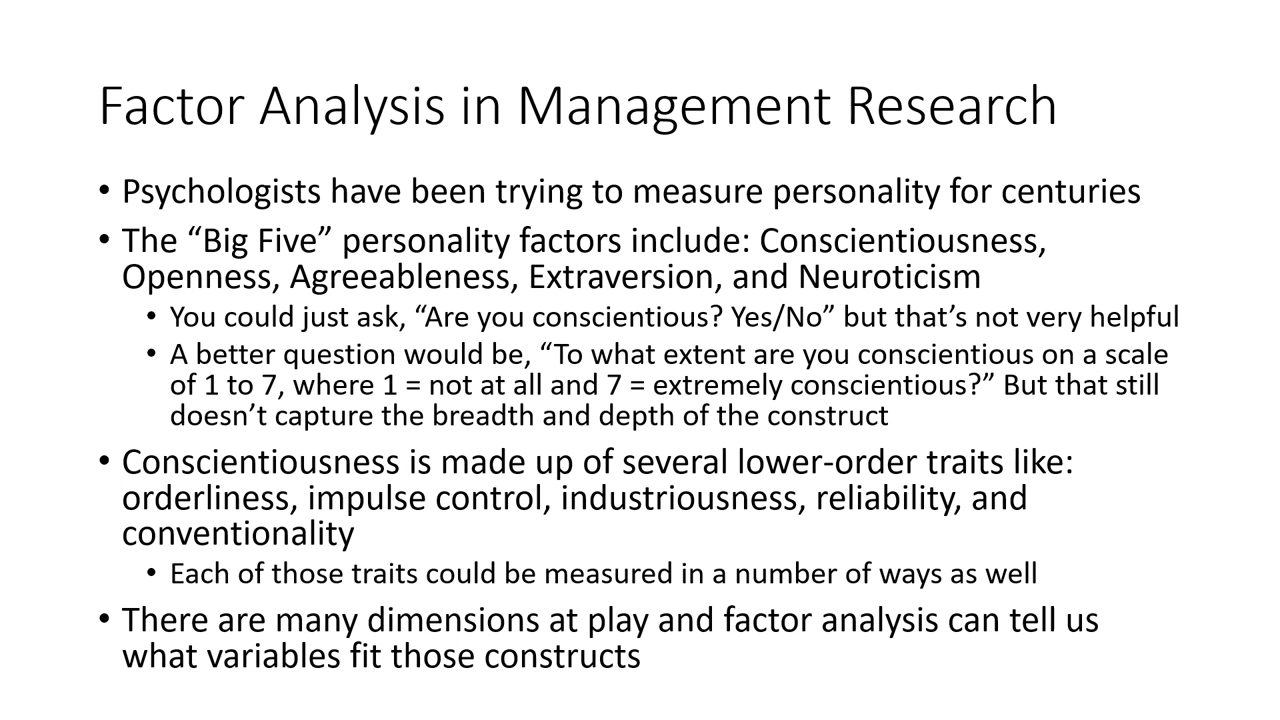 Factor Analysis in Management Research
• Psychologists have been trying to measure personality for centuries
• The “Big Five” personality factors include: Conscientiousness,
Openness, Agreeableness, Extraversion, and Neuroticism
• You could just ask, “Are you conscientious? Yes/No” but that’s not very helpful
• A better question would be, “To what extent are you conscientious on a scale
of 1 to 7, where 1 = not at all and 7 = extremely conscientious?” But that still
doesn’t capture the breadth and depth of the construct
• Conscientiousness is made up of several lower-order traits like:
orderliness, impulse control, industriousness, reliability, and
conventionality
• Each of those traits could be measured in a number of ways as well
• There are many dimensions at play and factor analysis can tell us
what variables fit those constructs